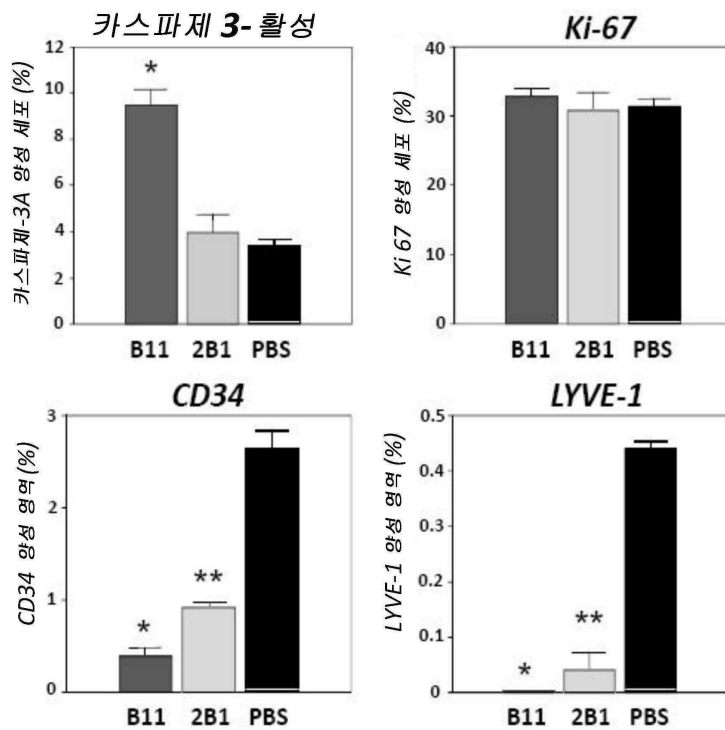 카스파제 3-활성
카스파제-3A 양성 세포 (%)
12
10
8
6
4
2
0
*
B11 2B1 PBS
Ki-67
Ki 67 양성 세포 (%)
40
30
20
10
0
B11 2B1 PBS
CD34
CD34 양성 영역 (%)
3
2
1
0
*
**
B11 2B1 PBS
LYVE-1
LYVE-1 양성 영역 (%)
0.5
0.4
0.3
0.2
0.1
0
*
**
B11 2B1 PBS